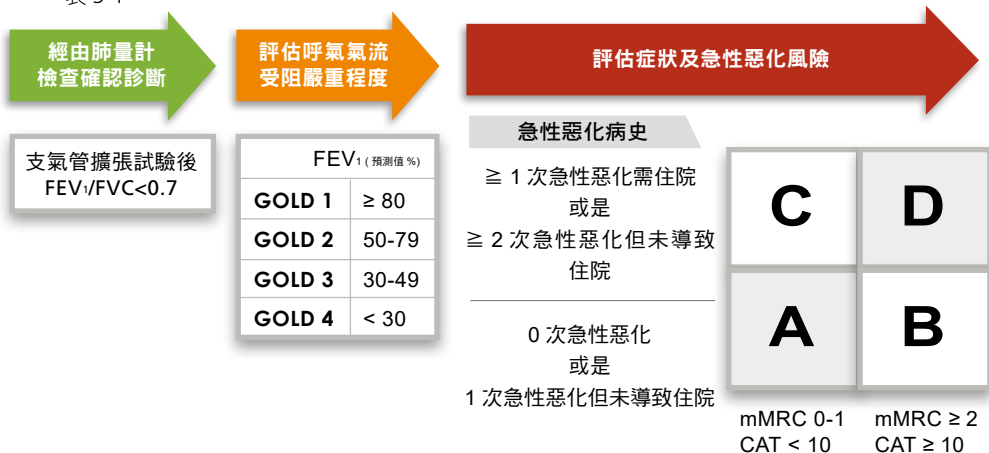 經由肺量計
檢查確認診斷
評估呼氣氣流
受阻嚴重程度
評估症狀及急性惡化風險
支氣管擴張試驗後
FEV1/FVC<0.7
FEV1 ( 預測值 %)
GOLD 1 ≥ 80
GOLD 2 50-79
GOLD 3 30-49
GOLD 4 < 30
急性惡化病史
≧ 1 次急性惡化需住院
或是
≧ 2 次急性惡化但未導致
住院
0 次急性惡化
或是
1 次急性惡化但未導致住院
C D
A B
mMRC 0-1 mMRC ≥ 2
CAT < 10 CAT ≥ 10